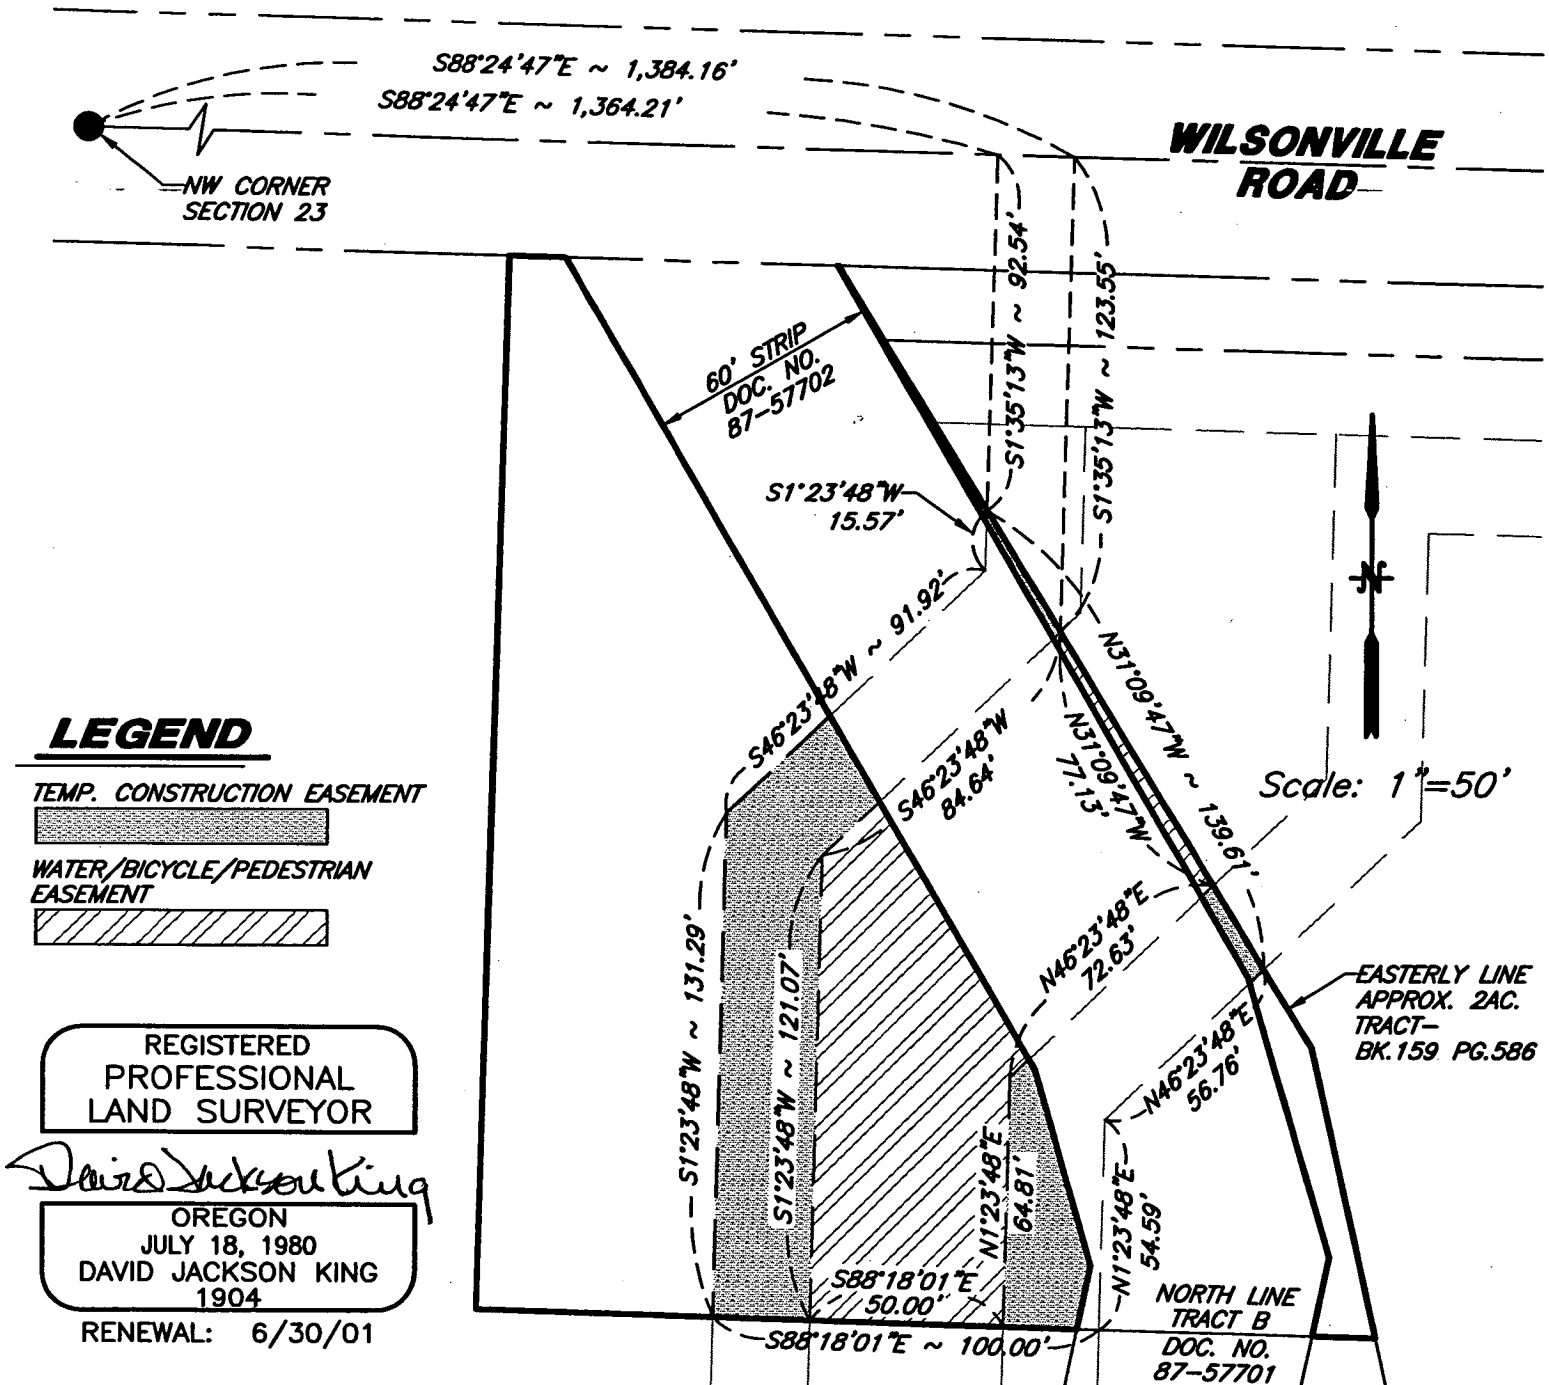 S88°24'47"E ~ 1,384.16'
S88°24'47"E ~ 1,364.21'
WILSONVILLE
ROAD
NW CORNER
SECTION 23
S1°35'13"W ~ 92.54'
S1°35'13"W ~ 123.55'
60' STRIP
DOC. NO.
87-57702
S1°23'48"W
15.57'
S46°23'48"W ~ 91.92'
N31°09'47"W ~ 139.61'
N31°09'47"W
77.13'
S46°23'48"W
84.64'
Scale: 1"=50'
N
LEGEND
TEMP. CONSTRUCTION EASEMENT
WATER/BICYCLE/PEDESTRIAN
EASEMENT
S1°23'48"W ~ 131.29'
S1°23'48"W ~ 121.07'
N46°23'48"E
72.63'
N46°23'48"E
56.76'
EASTERLY LINE
APPROX. 2AC.
TRACT-
BK.159 PG.586
N1°23'48"E
64.81'
N1°23'48"E
54.59'
REGISTERED
PROFESSIONAL
LAND SURVEYOR
David Jackson King
OREGON
JULY 18, 1980
DAVID JACKSON KING
1904
RENEWAL: 6/30/01
S88°18'01"E
50.00'
S88°18'01"E ~ 100.00'
NORTH LINE
TRACT B
DOC. NO.
87-57701